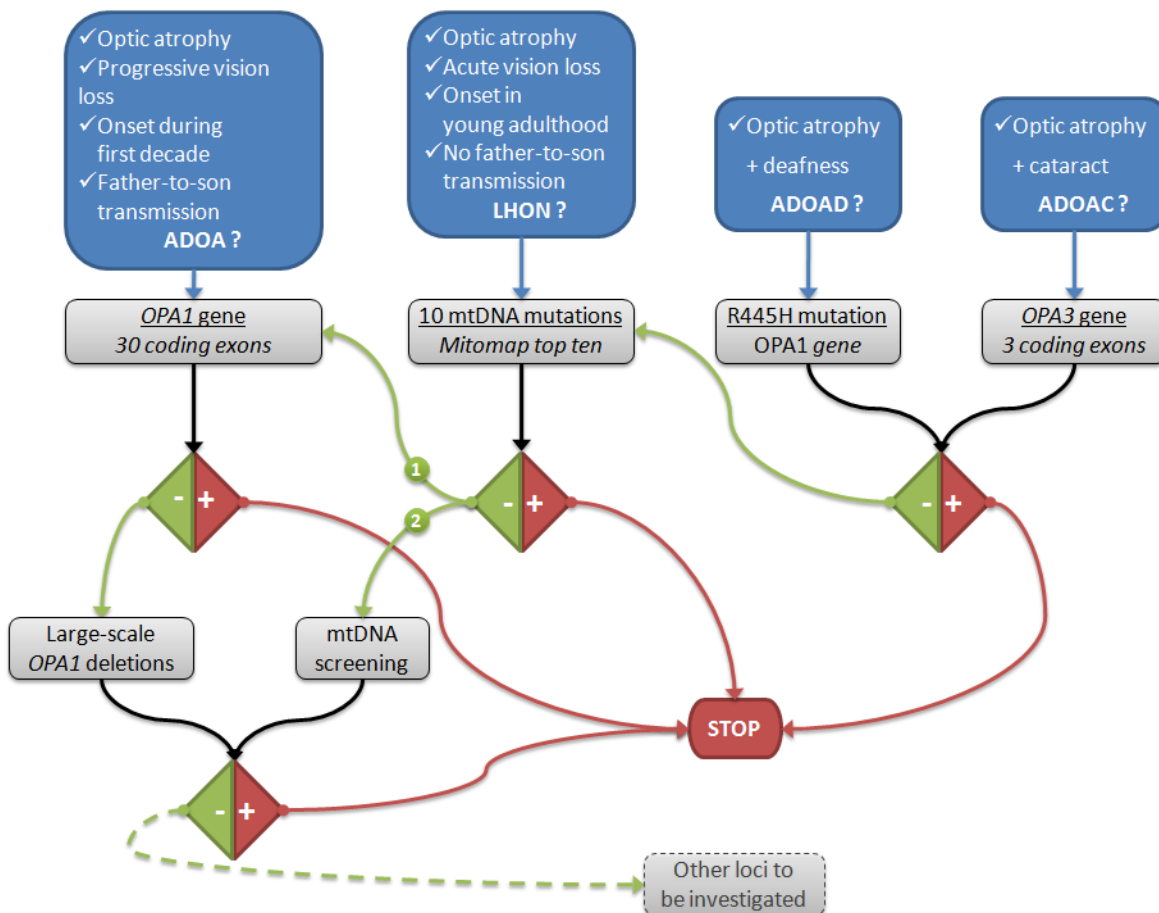 ✓Optic atrophy
✓Progressive vision
loss
✓Onset during
first decade
✓Father-to-son
transmission
ADOA ?
✓Optic atrophy
✓Acute vision loss
✓Onset in
young adulthood
✓No father-to-son
transmission
LHON ?
✓Optic atrophy
+ deafness
ADOAD ?
✓Optic atrophy
+ cataract
ADOAC ?
OPA1 gene
30 coding exons
10 mtDNA mutations
Mitomap top ten
R445H mutation
OPA1 gene
OPA3 gene
3 coding exons
1
- +
- +
- +
2
Large-scale
OPA1 deletions
mtDNA
screening
STOP
- +
Other loci to
be investigated